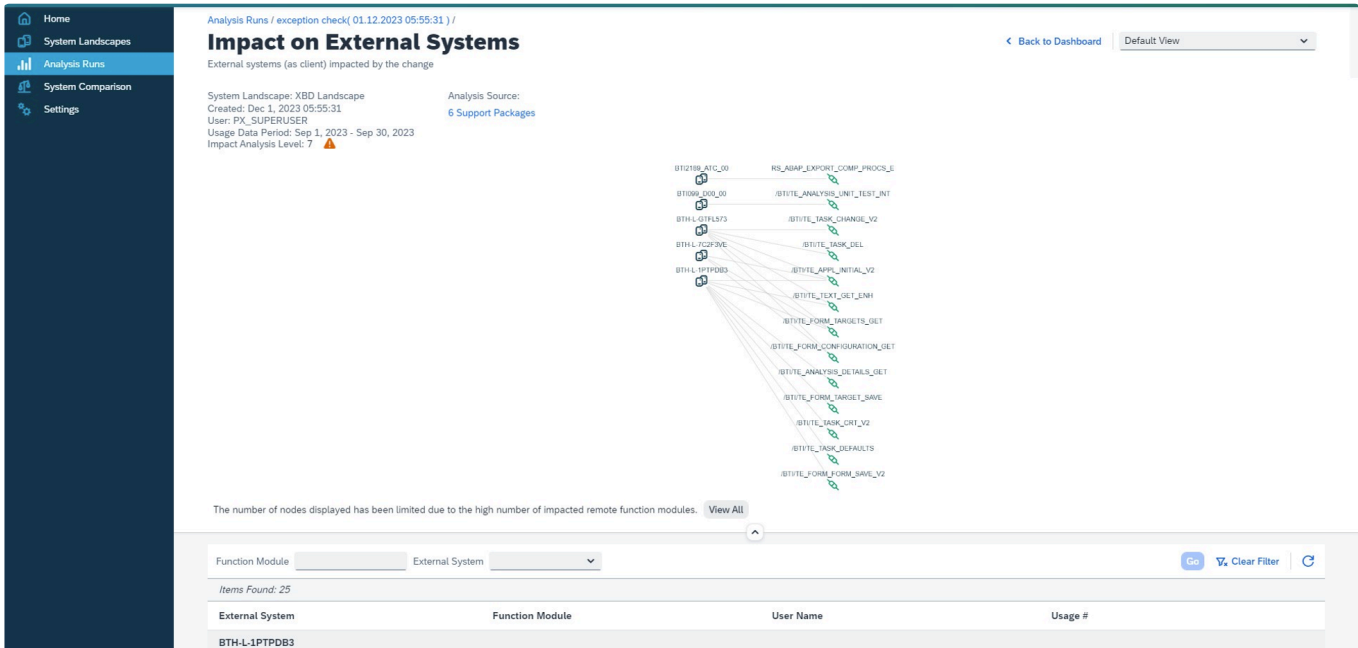 Home
System Landscapes
Analysis Runs
System Comparison
Settings
Analysis Runs / exception check( 01.12.2023 05:55:31 ) /
Impact on External Systems
Back to Dashboard
Default View
External systems (as client) impacted by the change
System Landscape: XBD Landscape
Created: Dec 1, 2023 05:55:31
User: PX_SUPERUSER
Usage Data Period: Sep 1, 2023 - Sep 30, 2023
Impact Analysis Level: 7
Analysis Source:
6 Support Packages
BTI2189_ATC_00 RS_ABAP_EXPORT_COMP_PROCS_E
BTI099_D00_00 /BTI/TE_ANALYSIS_UNIT_TEST_INT
BTH-L-GTFL573 /BTI/TE_TASK_CHANGE_V2
BTH-L-7C2F3VE /BTI/TE_TASK_DEL
BTH-L-1PTPDB3 /BTI/TE_APPL_INITIAL_V2
/BTI/TE_TEXT_GET_ENH
/BTI/TE_FORM_TARGETS_GET
/BTI/TE_FORM_CONFIGURATION_GET
/BTI/TE_ANALYSIS_DETAILS_GET
/BTI/TE_FORM_TARGET_SAVE
/BTI/TE_TASK_CRT_V2
/BTI/TE_TASK_DEFAULTS
/BTI/TE_FORM_FORM_SAVE_V2
The number of nodes displayed has been limited due to the high number of impacted remote function modules. View All
Function Module External System Go Clear Filter
Items Found: 25
External System Function Module User Name Usage #
BTH-L-1PTPDB3